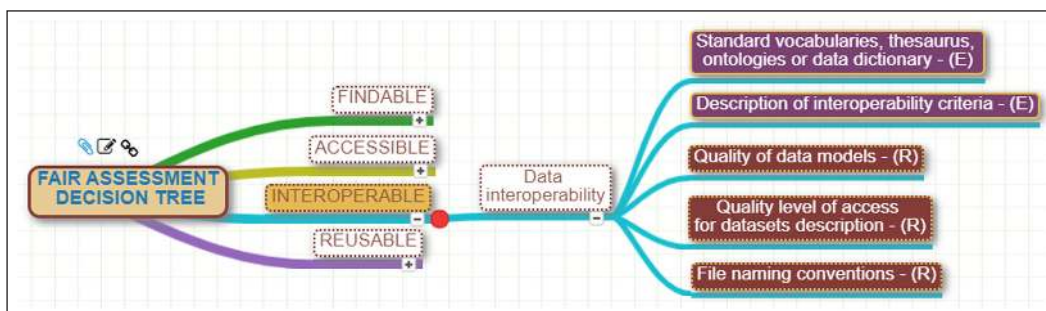 FAIR ASSESSMENT
DECISION TREE
FINDABLE
ACCESSIBLE
INTEROPERABLE
REUSABLE
Data
interoperability
Standard vocabularies, thesaurus,
ontologies or data dictionary - (E)
Description of interoperability criteria - (E)
Quality of data models - (R)
Quality level of access
for datasets description - (R)
File naming conventions - (R)